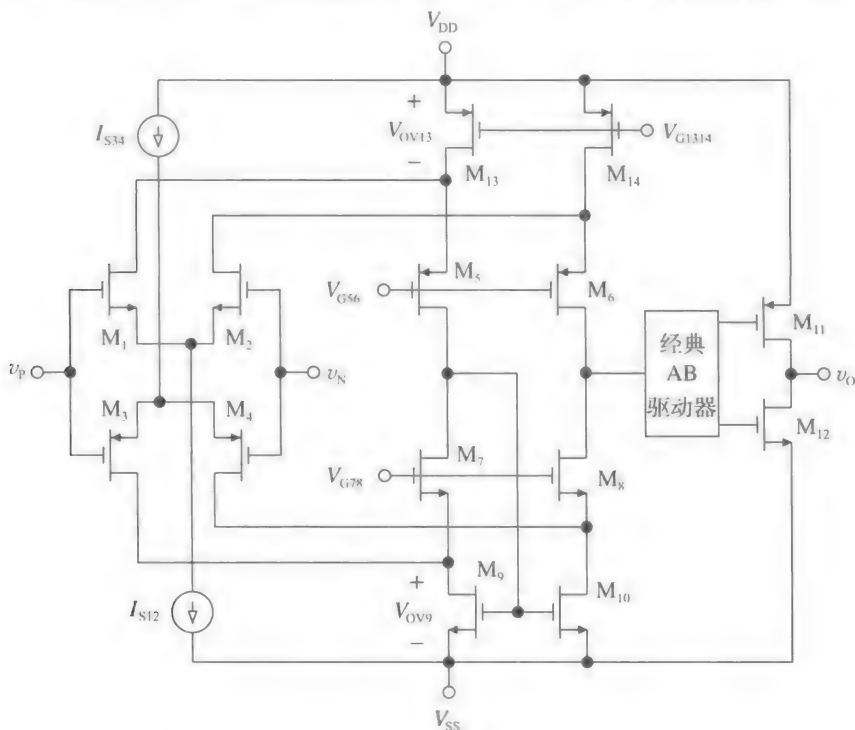 V_DD
I_S34
+
V_OV13
−
M_13
M_14
V_G1314
V_G56
M_5
M_6
M_1
M_2
M_11
v_P
v_N
经典
AB
驱动器
v_O
M_3
M_4
M_12
V_G78
M_7
M_8
M_9
M_10
+
V_OV9
−
I_S12
V_SS